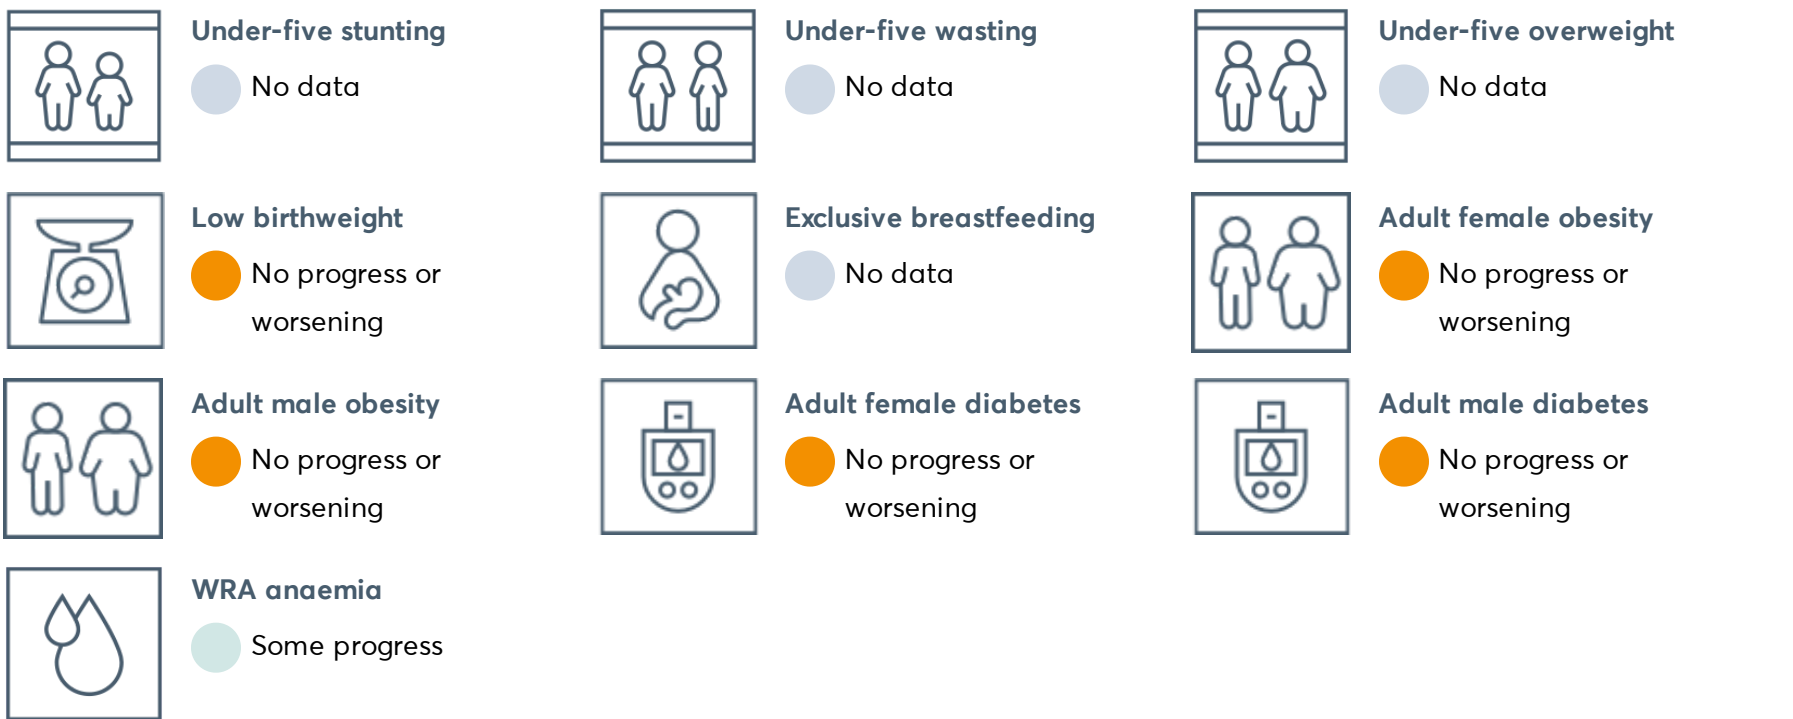 Under-five stunting
No data
Under-five wasting
No data
Under-five overweight
No data
Low birthweight
No progress or
worsening
Exclusive breastfeeding
No data
Adult female obesity
No progress or
worsening
Adult male obesity
No progress or
worsening
Adult female diabetes
No progress or
worsening
Adult male diabetes
No progress or
worsening
WRA anaemia
Some progress